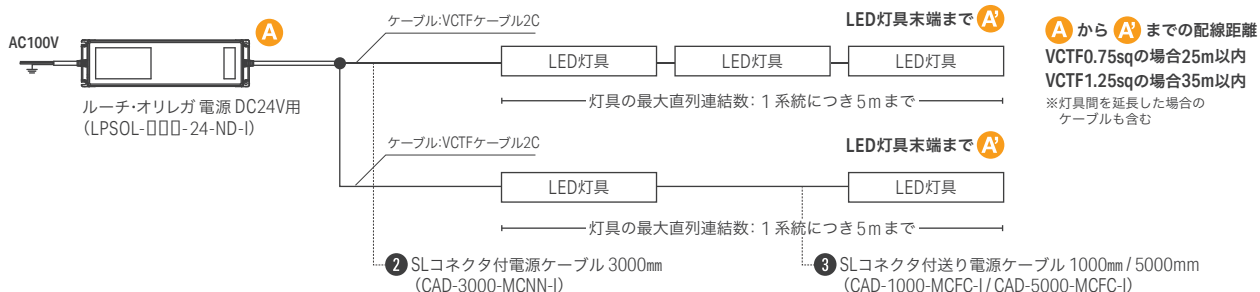 AC100V
A
ルーチ・オリレガ 電源 DC24V用
（LPSOL-▯▯▯-24-ND-I）
ケーブル:VCTFケーブル2C
LED灯具末端まで A'
LED灯具
LED灯具
LED灯具
灯具の最大直列連結数: 1系統につき5mまで
ケーブル:VCTFケーブル2C
LED灯具末端まで A'
LED灯具
LED灯具
灯具の最大直列連結数: 1系統につき5mまで
2 SLコネクタ付電源ケーブル 3000㎜
（CAD-3000-MCNN-I）
3 SLコネクタ付送り電源ケーブル 1000㎜ / 5000mm
（CAD-1000-MCFC-I / CAD-5000-MCFC-I）
A から A' までの配線距離
VCTF0.75sqの場合25m以内
VCTF1.25sqの場合35m以内
※灯具間を延長した場合の
ケーブルも含む